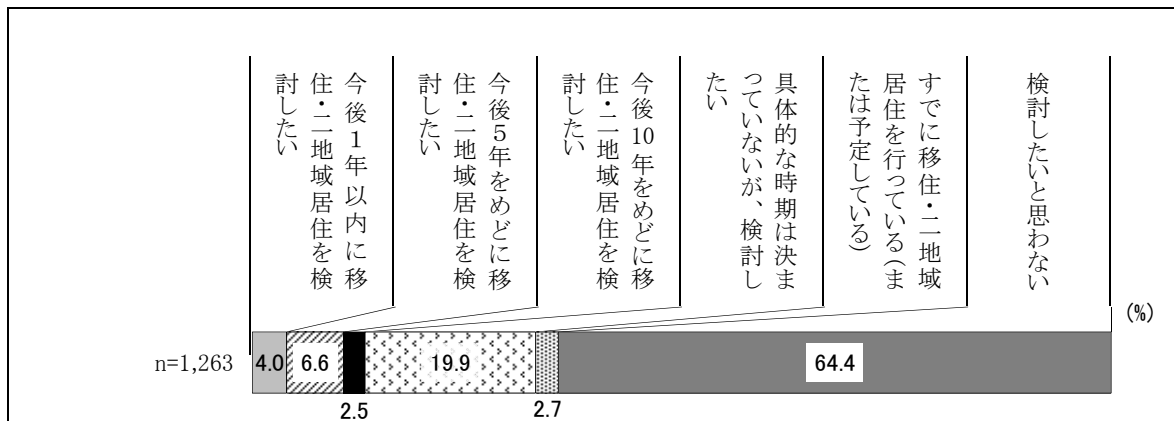 今後１年以内に移
住・二地域居住を検
討したい
今後５年をめどに移
住・二地域居住を検
討したい
今後10年をめどに移
住・二地域居住を検
討したい
具体的な時期は決ま
っていないが、検討し
たい
すでに移住・二地域
居住を行っている(ま
たは予定している)
検討したいと思わない
(%)
n=1,263
4.0
6.6
2.5
19.9
2.7
64.4